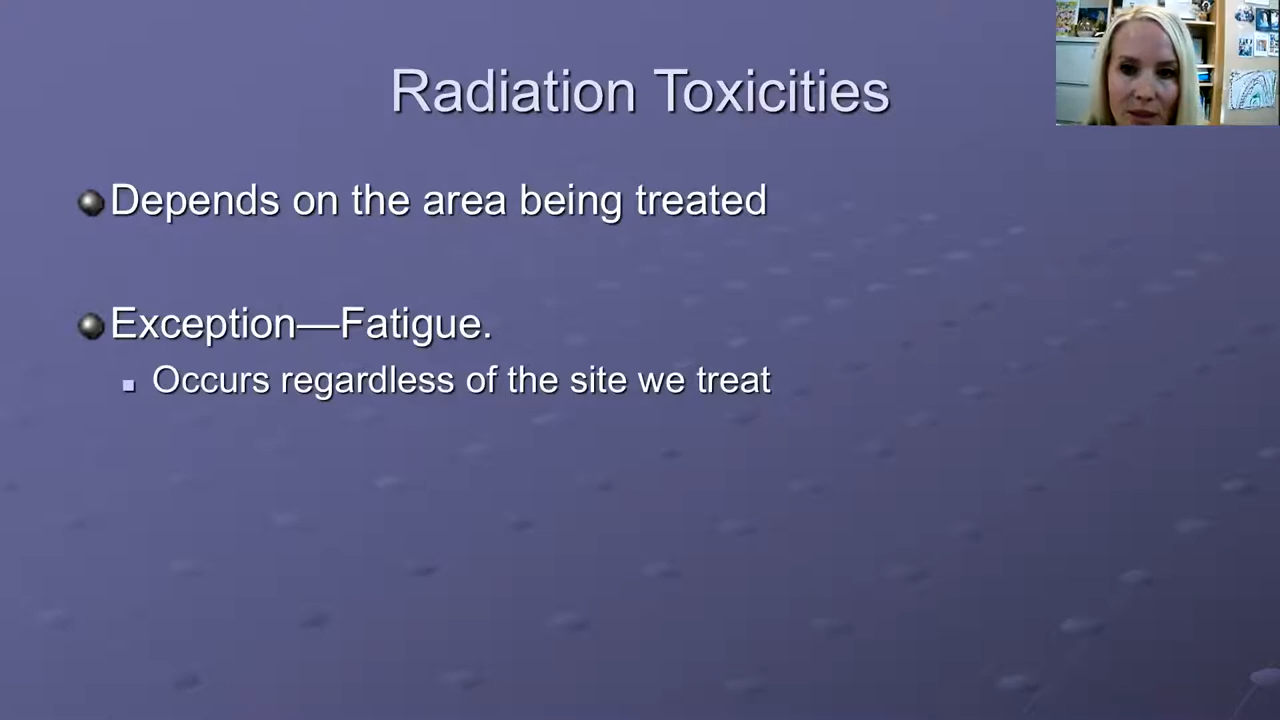 Radiation Toxicities
Depends on the area being treated
Exception—Fatigue.
Occurs regardless of the site we treat